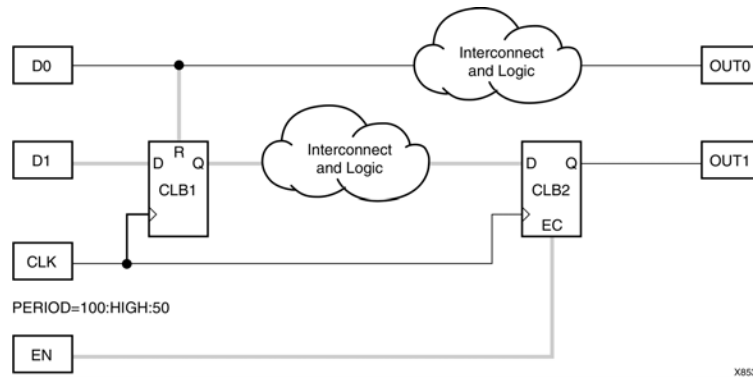 D0
Interconnect
and Logic
OUT0
D1
R
D Q
CLB1
Interconnect
and Logic
D Q
CLB2
EC
OUT1
CLK
PERIOD=100:HIGH:50
EN